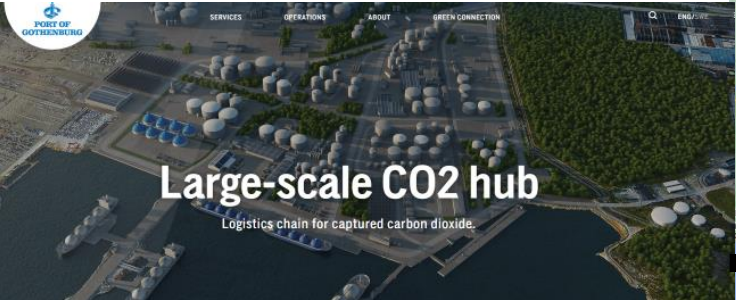 PORT OF
GOTHENBURG
SERVICES
OPERATIONS
ABOUT
GREEN CONNECTION
ENG/SWE
Large-scale CO2 hub
Logistics chain for captured carbon dioxide.